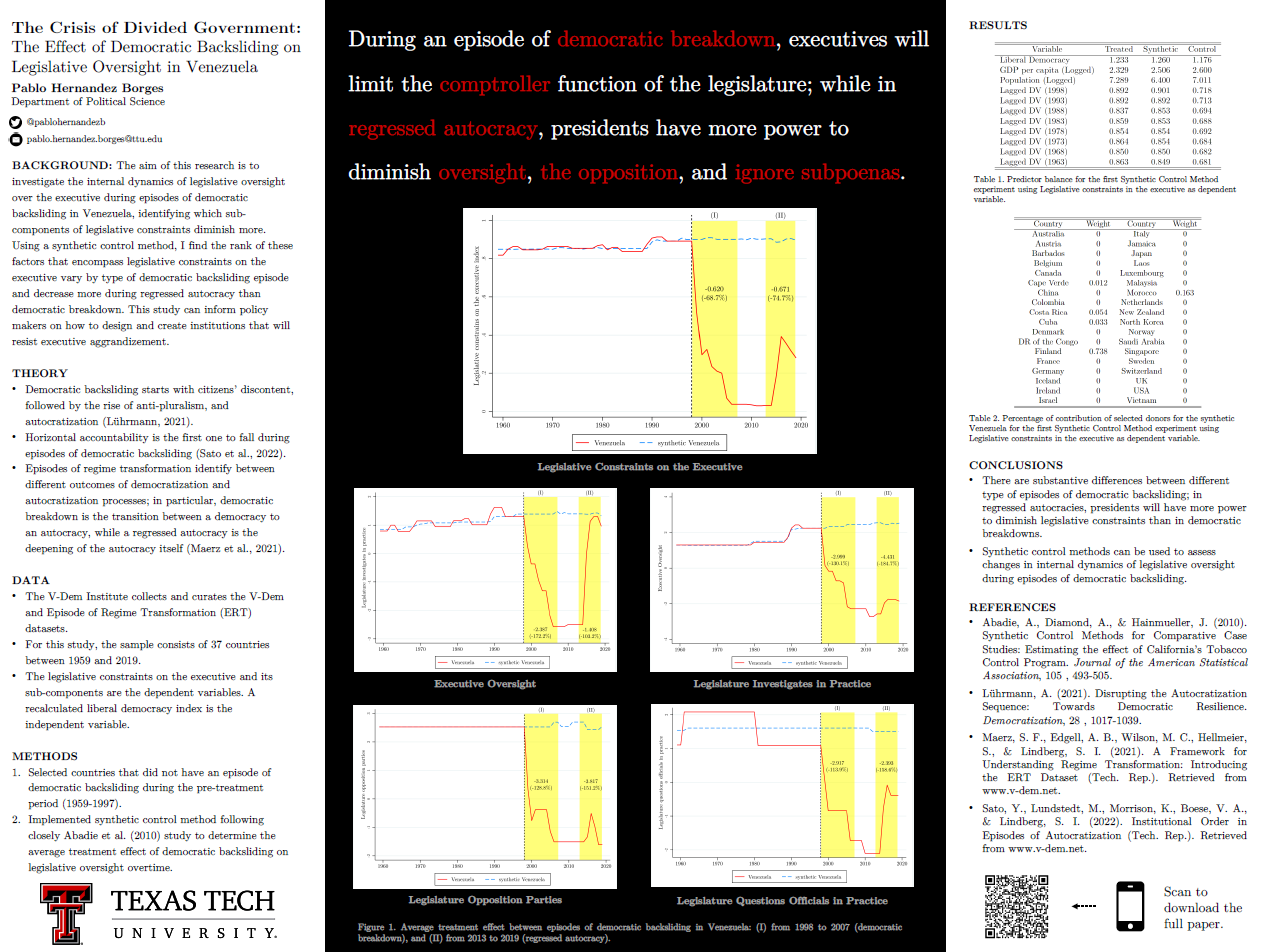 The Crisis of Divided Government:
The Effect of Democratic Backsliding on
Legislative Oversight in Venezuela
Pablo Hernandez Borges
Department of Political Science
@pablohernandezb
pablo.hernandez.borges@ttu.edu
BACKGROUND: The aim of this research is to
investigate the internal dynamics of legislative oversight
over the executive during episodes of democratic
backsliding in Venezuela, identifying which sub-
components of legislative constraints diminish more.
Using a synthetic control method, I find the rank of these
factors that encompass legislative constraints on the
executive vary by type of democratic backsliding episode
and decrease more during regressed autocracy than
democratic breakdown. This study can inform policy
makers on how to design and create institutions that will
resist executive aggrandizement.
THEORY
• Democratic backsliding starts with citizens' discontent,
followed by the rise of anti-pluralism, and
autocratization (Lührmann, 2021).
• Horizontal accountability is the first one to fall during
episodes of democratic backsliding (Sato et al., 2022).
• Episodes of regime transformation identify between
different outcomes of democratization and
autocratization processes; in particular, democratic
breakdown is the transition between a democracy to
an autocracy, while a regressed autocracy is the
deepening of the autocracy itself (Maerz et al., 2021).
DATA
• The V-Dem Institute collects and curates the V-Dem
and Episode of Regime Transformation (ERT)
datasets.
• For this study, the sample consists of 37 countries
between 1959 and 2019.
• The legislative constraints on the executive and its
sub-components are the dependent variables. A
recalculated liberal democracy index is the
independent variable.
METHODS
1. Selected countries that did not have an episode of
democratic backsliding during the pre-treatment
period (1959-1997).
2. Implemented synthetic control method following
closely Abadie et al. (2010) study to determine the
average treatment effect of democratic backsliding on
legislative oversight overtime.
TEXAS TECH
UNIVERSITY.
During an episode of democratic breakdown, executives will
limit the comptroller function of the legislature; while in
regressed autocracy, presidents have more power to
diminish oversight, the opposition, and ignore subpoenas.
Legislative constrains on the executive index
(I) (II)
-0.620 -0.671
(-68.7%) (-74.7%)
1960 1970 1980 1990 2000 2010 2020
Venezuela synthetic Venezuela
Legislative Constraints on the Executive
Legislature investigates in practice
(I) (II)
(-172.2%)
1960 1970 1980 1990 2000 2010 2020
Venezuela synthetic Venezuela
Executive Oversight
Executive Oversight
(I) (II)
-2.999 -4.431
(-130.1%) (-184.7%)
1960 1970 1980 1990 2000 2010 2020
Venezuela synthetic Venezuela
Legislature Investigates in Practice
Legislature opposition parties
(I) (II)
-3.314 -2.817
(-128.8%) (-151.2%)
1960 1970 1980 1990 2000 2010 2020
Venezuela synthetic Venezuela
Legislature Opposition Parties
Legislature questions officials in practice
(I) (II)
-2.917
(-113.9%)
1960 1970 1980 1990 2000 2010 2020
Venezuela synthetic Venezuela
Legislature Questions Officials in Practice
Figure 1. Average treatment effect between episodes of democratic backsliding in Venezuela: (I) from 1998 to 2007 (democratic
breakdown), and (II) from 2013 to 2019 (regressed autocracy).
RESULTS
Variable Treated Synthetic Control
Liberal Democracy 1.233 1.260 1.176
GDP per capita (Logged) 2.329 2.506 2.600
Population (Logged) 7.289 6.400 7.011
Lagged DV (1998) 0.892 0.901 0.718
Lagged DV (1993) 0.892 0.892 0.713
Lagged DV (1988) 0.837 0.853 0.694
Lagged DV (1983) 0.859 0.853 0.688
Lagged DV (1978) 0.854 0.854 0.692
Lagged DV (1973) 0.864 0.854 0.684
Lagged DV (1968) 0.850 0.850 0.682
Lagged DV (1963) 0.863 0.849 0.681
Table 1. Predictor balance for the first Synthetic Control Method
experiment using Legislative constraints in the executive as dependent
variable.
Country Weight Country Weight
Australia 0 Italy 0
Austria 0 Jamaica 0
Barbados 0 Japan 0
Belgium 0 Laos 0
Canada 0 Luxembourg 0
Cape Verde 0.012 Malaysia 0
China 0 Morocco 0.163
Colombia 0 Netherlands 0
Costa Rica 0.054 New Zealand 0
Cuba 0.033 North Korea 0
Denmark 0 Norway 0
DR of the Congo 0 Saudi Arabia 0
Finland 0.738 Singapore 0
France 0 Sweden 0
Germany 0 Switzerland 0
Iceland 0 UK 0
Ireland 0 USA 0
Israel 0 Vietnam 0
Table 2. Percentage of contribution of selected donors for the synthetic
Venezuela for the first Synthetic Control Method experiment using
Legislative constraints in the executive as dependent variable.
CONCLUSIONS
• There are substantive differences between different
type of episodes of democratic backsliding; in
regressed autocracies, presidents will have more power
to diminish legislative constraints than in democratic
breakdowns.
• Synthetic control methods can be used to assess
changes in internal dynamics of legislative oversight
during episodes of democratic backsliding.
REFERENCES
• Abadie, A., Diamond, A., & Hainmueller, J. (2010).
Synthetic Control Methods for Comparative Case
Studies: Estimating the effect of California's Tobacco
Control Program. Journal of the American Statistical
Association, 105 , 493-505.
• Lührmann, A. (2021). Disrupting the Autocratization
Sequence: Towards Democratic Resilience.
Democratization, 28 , 1017-1039.
• Maerz, S. F., Edgell, A. B., Wilson, M. C., Hellmeier,
S., & Lindberg, S. I. (2021). A Framework for
Understanding Regime Transformation: Introducing
the ERT Dataset (Tech. Rep.). Retrieved from
www.v-dem.net.
• Sato, Y., Lundstedt, M., Morrison, K., Boese, V. A.,
& Lindberg, S. I. (2022). Institutional Order in
Episodes of Autocratization (Tech. Rep.). Retrieved
from www.v-dem.net.
Scan to
download the
full paper.